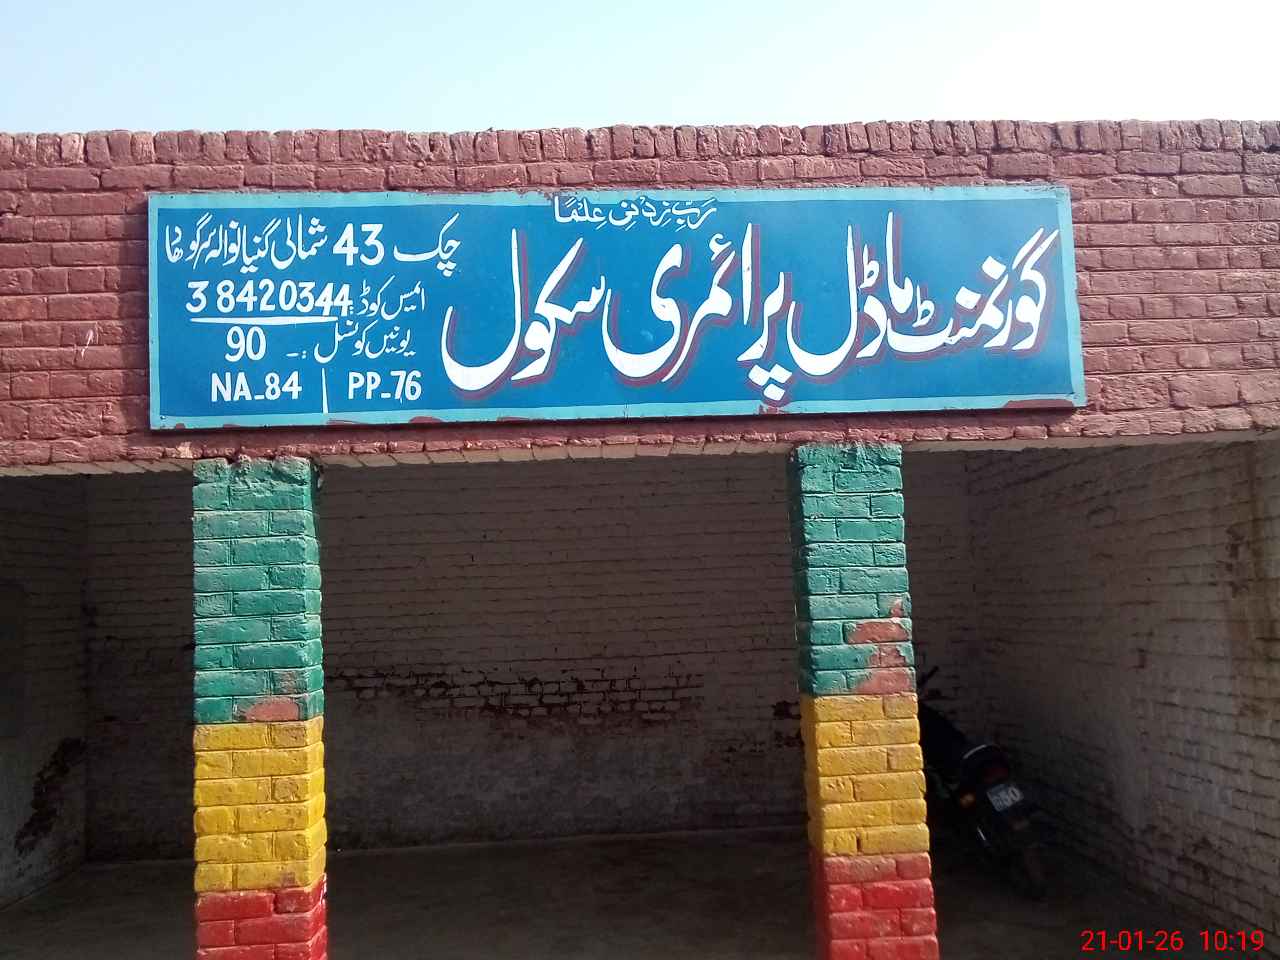 رَبِّ زِدْنِی عِلْمًا
گورنمنٹ ماڈل پرائمری سکول
چک 43 شمالی گنیانوالہ سرگودھا
ایمس کوڈ: 38420344
یونین کونسل :۔ 90
NA-84 | PP-76
21-01-26 10:19